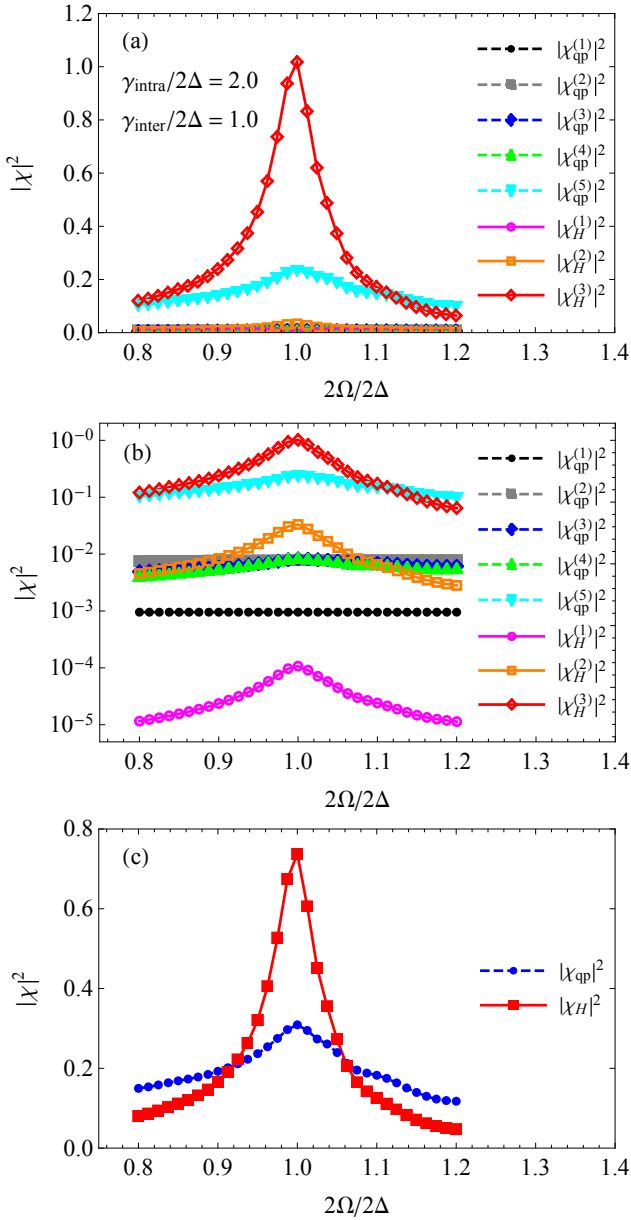 (a)
γintra/2Δ = 2.0
γinter/2Δ = 1.0
|χqp^(1)|²
|χqp^(2)|²
|χqp^(3)|²
|χqp^(4)|²
|χqp^(5)|²
|χH^(1)|²
|χH^(2)|²
|χH^(3)|²
|χ|²
1.2
1.0
0.8
0.6
0.4
0.2
0.0
0.8 0.9 1.0 1.1 1.2 1.3 1.4
2Ω/2Δ
(b)
|χqp^(1)|²
|χqp^(2)|²
|χqp^(3)|²
|χqp^(4)|²
|χqp^(5)|²
|χH^(1)|²
|χH^(2)|²
|χH^(3)|²
|χ|²
10^−0
10^−1
10^−2
10^−3
10^−4
10^−5
0.8 0.9 1.0 1.1 1.2 1.3 1.4
2Ω/2Δ
(c)
|χqp|²
|χH|²
|χ|²
0.8
0.6
0.4
0.2
0.0
0.8 0.9 1.0 1.1 1.2 1.3 1.4
2Ω/2Δ